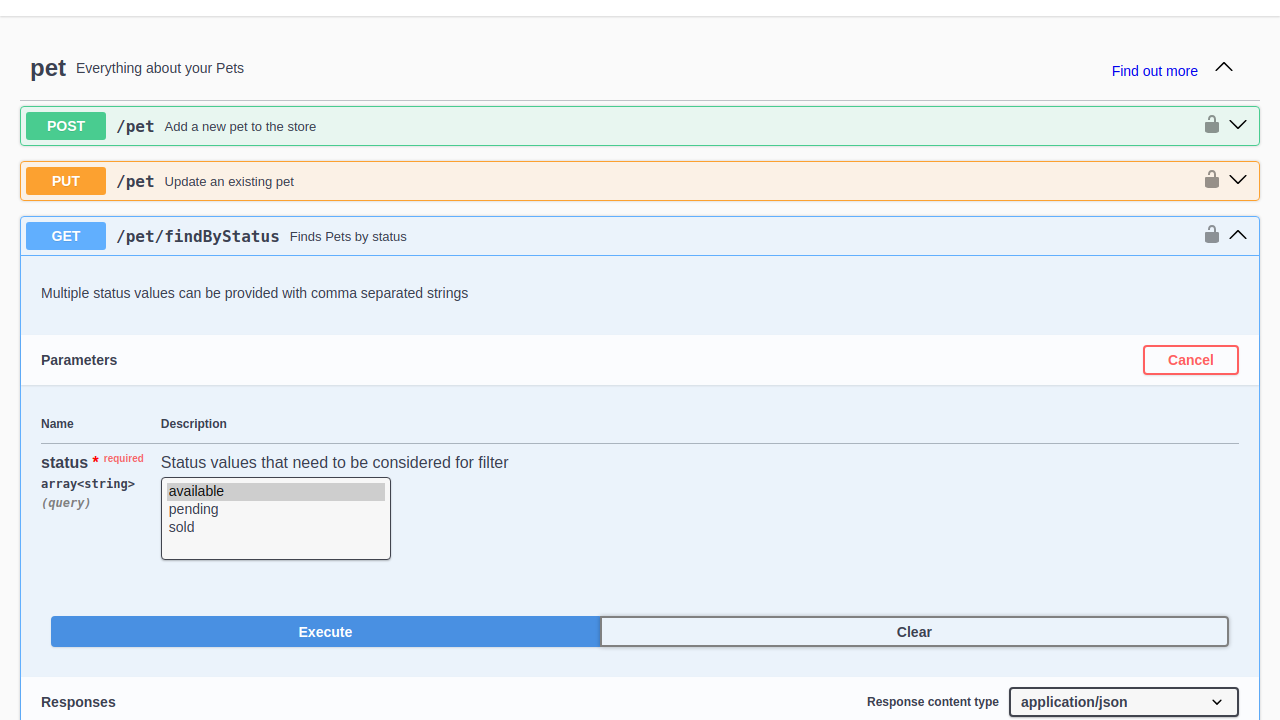 pet Everything about your Pets Find out more
POST /pet Add a new pet to the store
PUT /pet Update an existing pet
GET /pet/findByStatus Finds Pets by status
Multiple status values can be provided with comma separated strings
Parameters Cancel
Name Description
status * required Status values that need to be considered for filter
array<string>
(query)
available
pending
sold
Execute Clear
Responses Response content type application/json